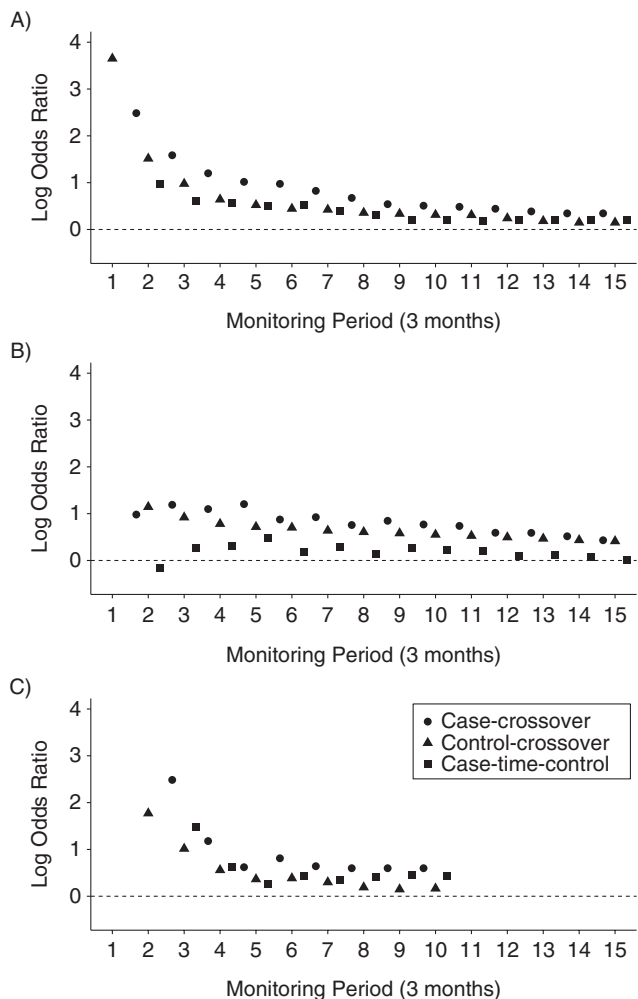 A)
4
3
2
1
0
Log Odds Ratio
1 2 3 4 5 6 7 8 9 10 11 12 13 14 15
Monitoring Period (3 months)
B)
4
3
2
1
0
Log Odds Ratio
1 2 3 4 5 6 7 8 9 10 11 12 13 14 15
Monitoring Period (3 months)
C)
4
3
2
1
0
Log Odds Ratio
Case-crossover
Control-crossover
Case-time-control
1 2 3 4 5 6 7 8 9 10 11 12 13 14 15
Monitoring Period (3 months)